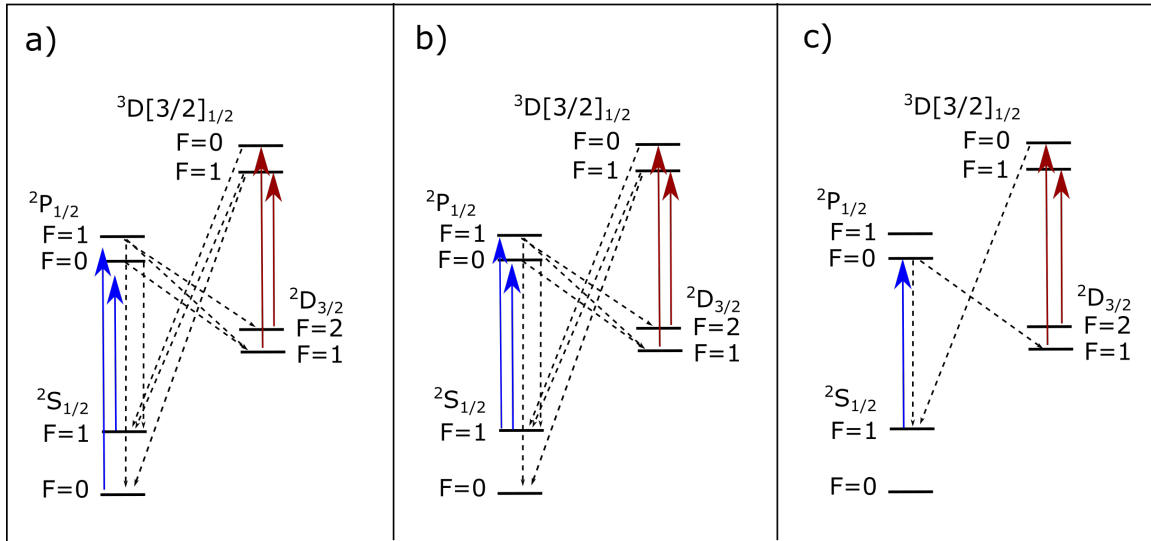 a)
³D[3/2]₁/₂
F=0
F=1
²P₁/₂
F=1
F=0
²D₃/₂
F=2
F=1
²S₁/₂
F=1
F=0
b)
³D[3/2]₁/₂
F=0
F=1
²P₁/₂
F=1
F=0
²D₃/₂
F=2
F=1
²S₁/₂
F=1
F=0
c)
³D[3/2]₁/₂
F=0
F=1
²P₁/₂
F=1
F=0
²D₃/₂
F=2
F=1
²S₁/₂
F=1
F=0